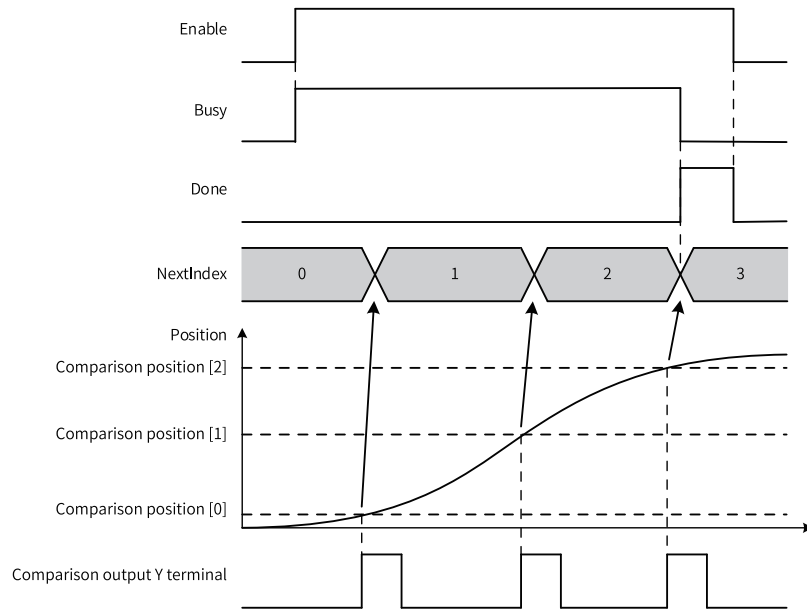 Enable
Busy
Done
NextIndex
0 1 2 3
Position
Comparison position [2]
Comparison position [1]
Comparison position [0]
Comparison output Y terminal